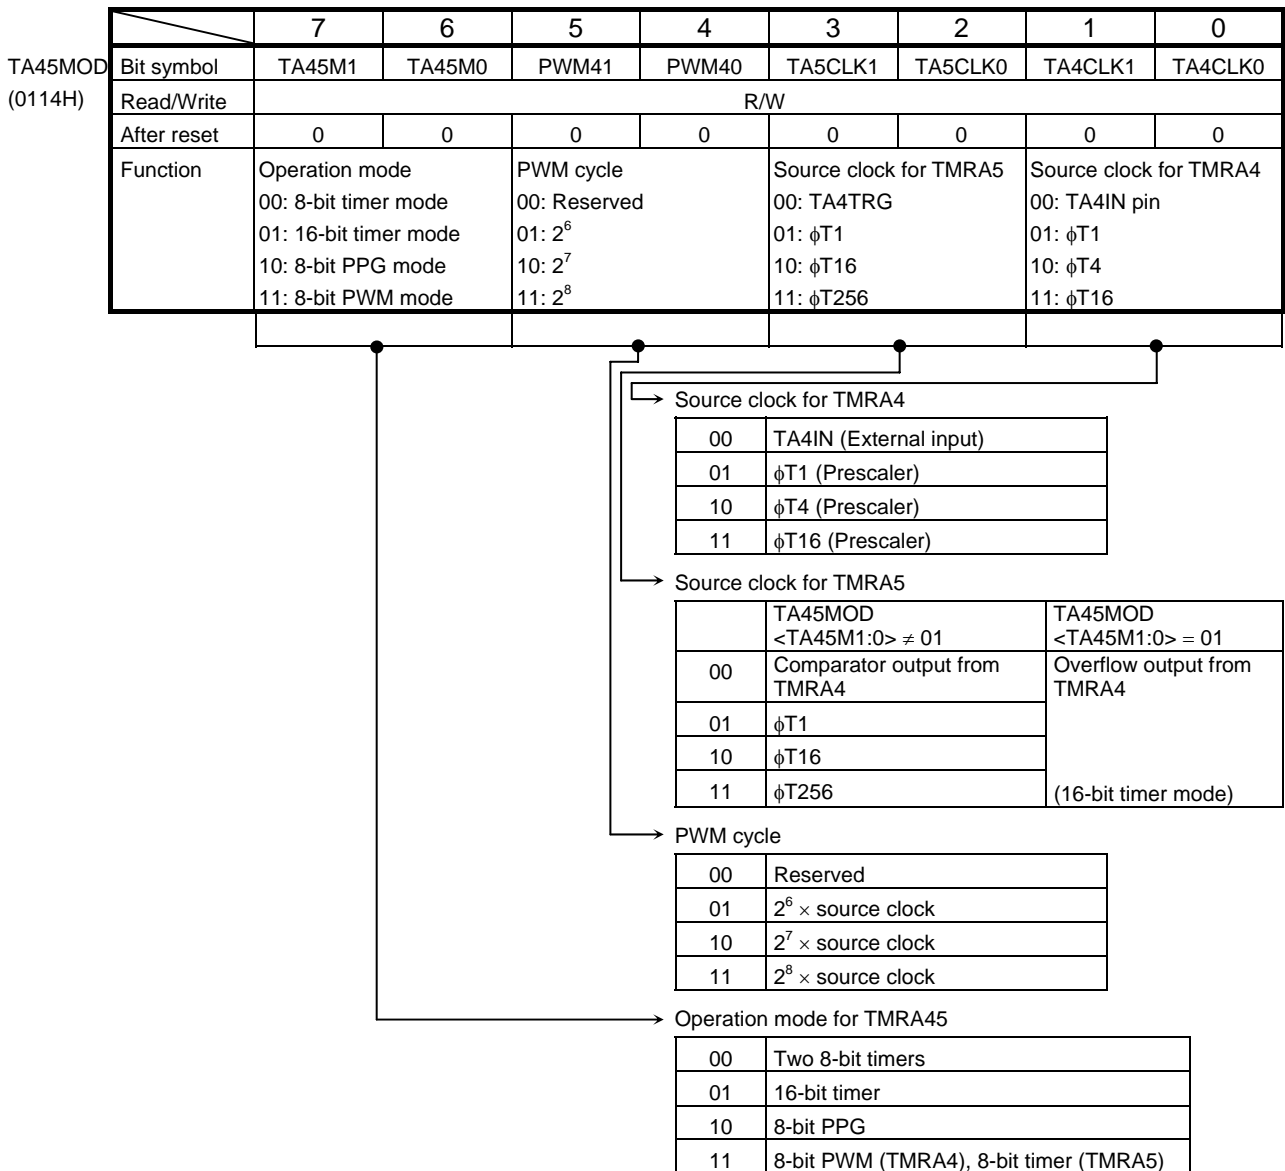 7 6 5 4 3 2 1 0
TA45MOD Bit symbol TA45M1 TA45M0 PWM41 PWM40 TA5CLK1 TA5CLK0 TA4CLK1 TA4CLK0
(0114H) Read/Write R/W
After reset 0 0 0 0 0 0 0 0
Function Operation mode PWM cycle Source clock for TMRA5 Source clock for TMRA4
00: 8-bit timer mode 00: Reserved 00: TA4TRG 00: TA4IN pin
01: 16-bit timer mode 01: 2^6 01: ϕT1 01: ϕT1
10: 8-bit PPG mode 10: 2^7 10: ϕT16 10: ϕT4
11: 8-bit PWM mode 11: 2^8 11: ϕT256 11: ϕT16
Source clock for TMRA4
00 TA4IN (External input)
01 ϕT1 (Prescaler)
10 ϕT4 (Prescaler)
11 ϕT16 (Prescaler)
Source clock for TMRA5
TA45MOD TA45MOD
<TA45M1:0> ≠ 01 <TA45M1:0> = 01
00 Comparator output from Overflow output from
TMRA4 TMRA4
01 ϕT1
10 ϕT16
11 ϕT256 (16-bit timer mode)
PWM cycle
00 Reserved
01 2^6 × source clock
10 2^7 × source clock
11 2^8 × source clock
Operation mode for TMRA45
00 Two 8-bit timers
01 16-bit timer
10 8-bit PPG
11 8-bit PWM (TMRA4), 8-bit timer (TMRA5)